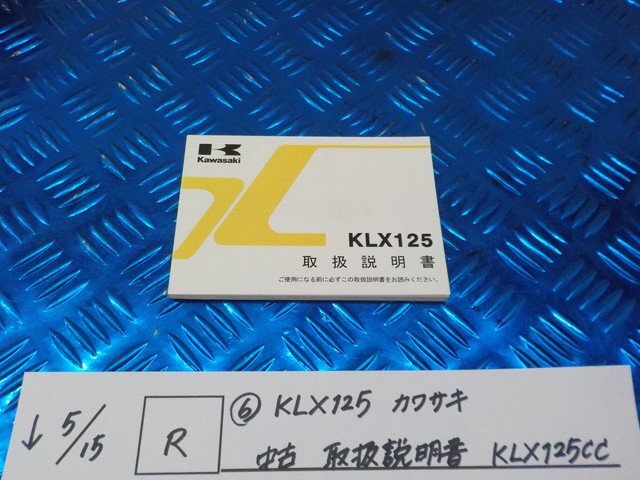 Kawasaki
KLX125
取扱説明書
ご使用になる前に必ずこの取扱説明書をお読みください。
↓ 5/15 R ⑥ KLX125 カワサキ
中古 取扱説明書 KLX125CC